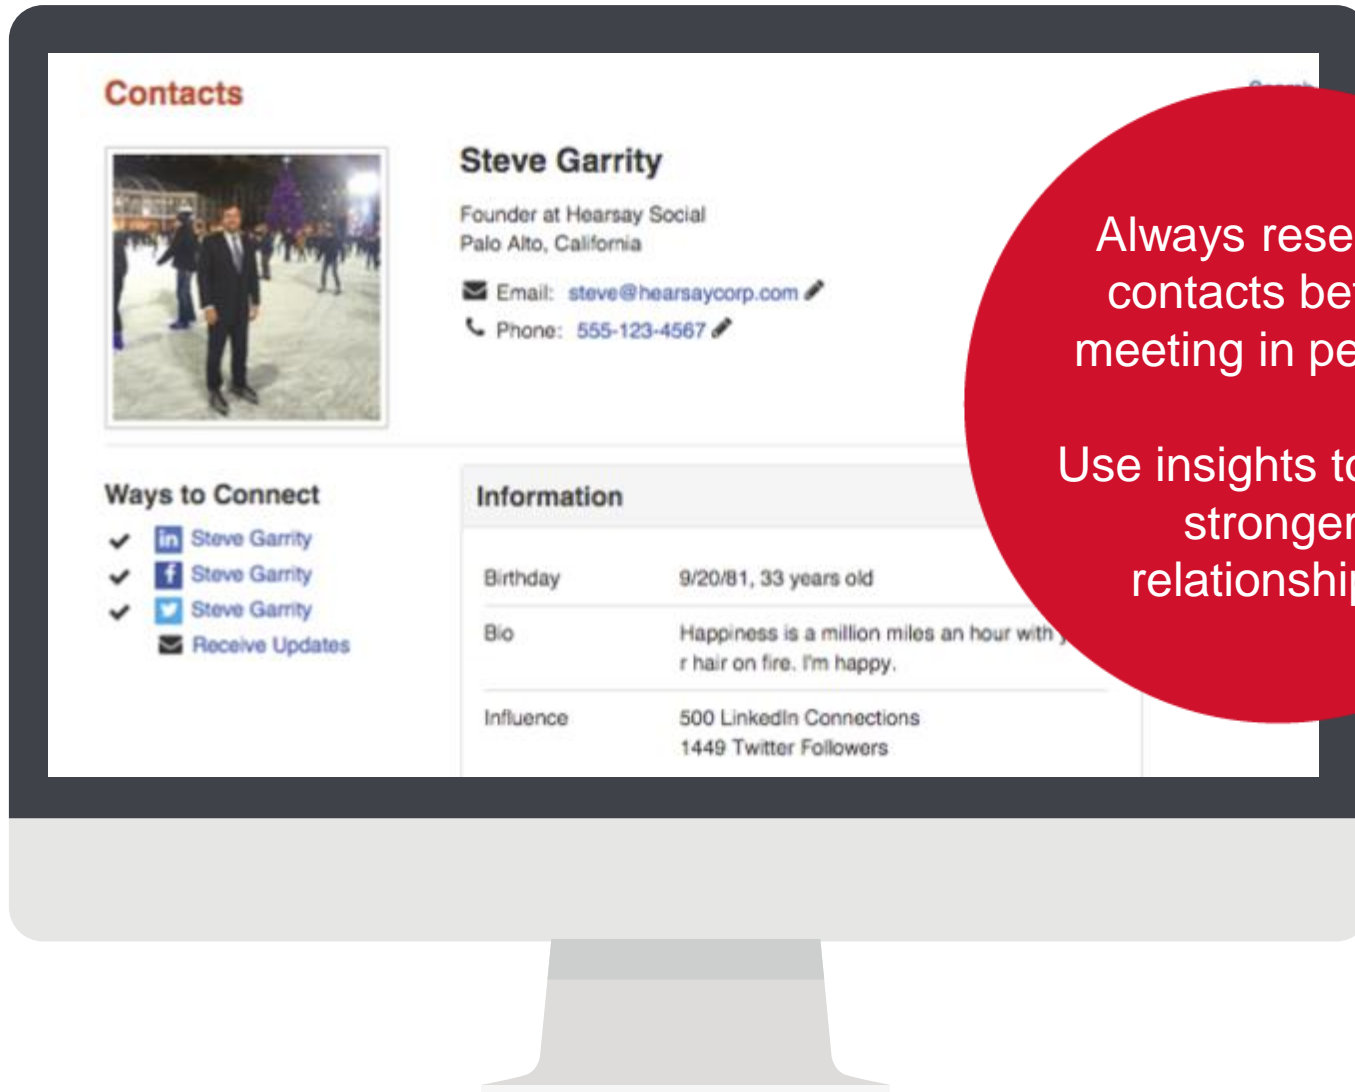 Contacts
Steve Garrity
Founder at Hearsay Social
Palo Alto, California
Email: steve@hearsaycorp.com
Phone: 555-123-4567
Ways to Connect
in Steve Garrity
f Steve Garrity
Steve Garrity
Receive Updates
Information
Birthday 9/20/81, 33 years old
Bio Happiness is a million miles an hour with
r hair on fire. I'm happy.
Influence 500 LinkedIn Connections
1449 Twitter Followers
Always rese
contacts be
meeting in pe
Use insights to
stronger
relationship